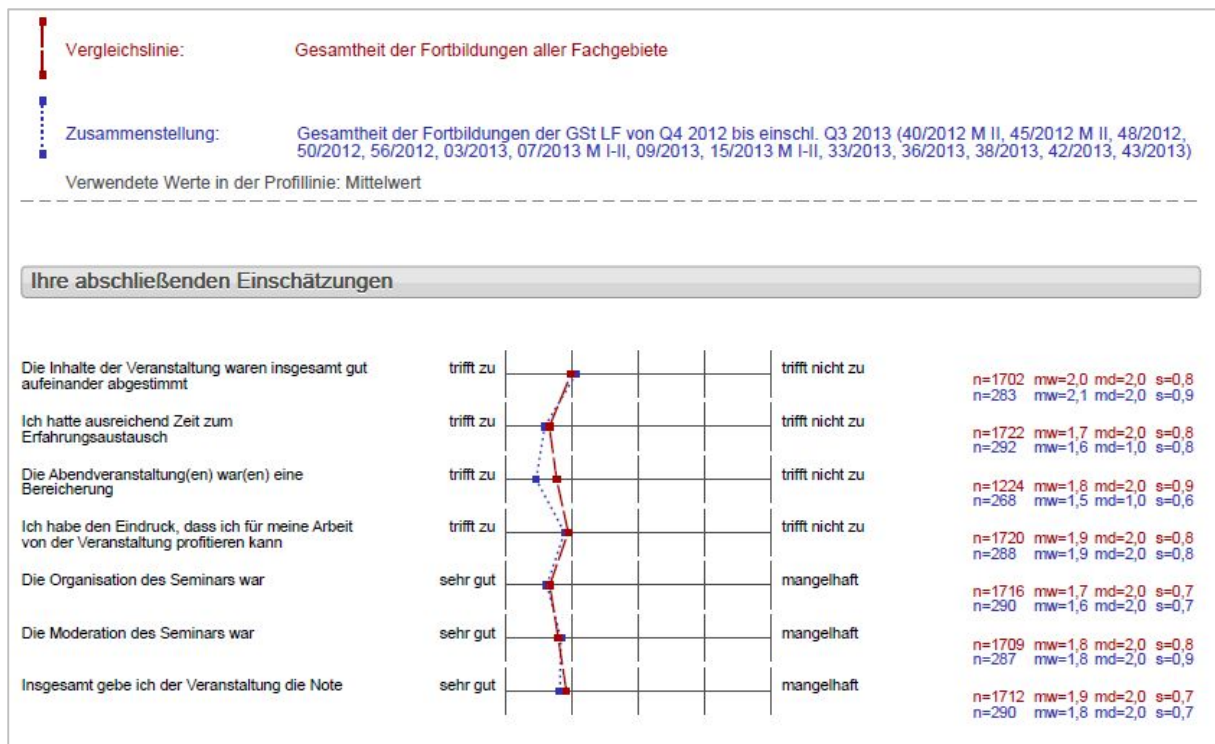 Vergleichslinie: Gesamtheit der Fortbildungen aller Fachgebiete
Zusammenstellung: Gesamtheit der Fortbildungen der GSt LF von Q4 2012 bis einschl. Q3 2013 (40/2012 M II, 45/2012 M II, 48/2012,
50/2012, 56/2012, 03/2013, 07/2013 M I-II, 09/2013, 15/2013 M I-II, 33/2013, 36/2013, 38/2013, 42/2013, 43/2013)
Verwendete Werte in der Profillinie: Mittelwert
Ihre abschließenden Einschätzungen
Die Inhalte der Veranstaltung waren insgesamt gut
aufeinander abgestimmt
trifft zu
trifft nicht zu
n=1702 mw=2,0 md=2,0 s=0,8
n=283 mw=2,1 md=2,0 s=0,9
Ich hatte ausreichend Zeit zum
Erfahrungsaustausch
trifft zu
trifft nicht zu
n=1722 mw=1,7 md=2,0 s=0,8
n=292 mw=1,6 md=1,0 s=0,8
Die Abendveranstaltung(en) war(en) eine
Bereicherung
trifft zu
trifft nicht zu
n=1224 mw=1,8 md=2,0 s=0,9
n=268 mw=1,5 md=1,0 s=0,6
Ich habe den Eindruck, dass ich für meine Arbeit
von der Veranstaltung profitieren kann
trifft zu
trifft nicht zu
n=1720 mw=1,9 md=2,0 s=0,8
n=288 mw=1,9 md=2,0 s=0,8
Die Organisation des Seminars war
sehr gut
mangelhaft
n=1716 mw=1,7 md=2,0 s=0,7
n=290 mw=1,6 md=2,0 s=0,7
Die Moderation des Seminars war
sehr gut
mangelhaft
n=1709 mw=1,8 md=2,0 s=0,8
n=287 mw=1,8 md=2,0 s=0,9
Insgesamt gebe ich der Veranstaltung die Note
sehr gut
mangelhaft
n=1712 mw=1,9 md=2,0 s=0,7
n=290 mw=1,8 md=2,0 s=0,7